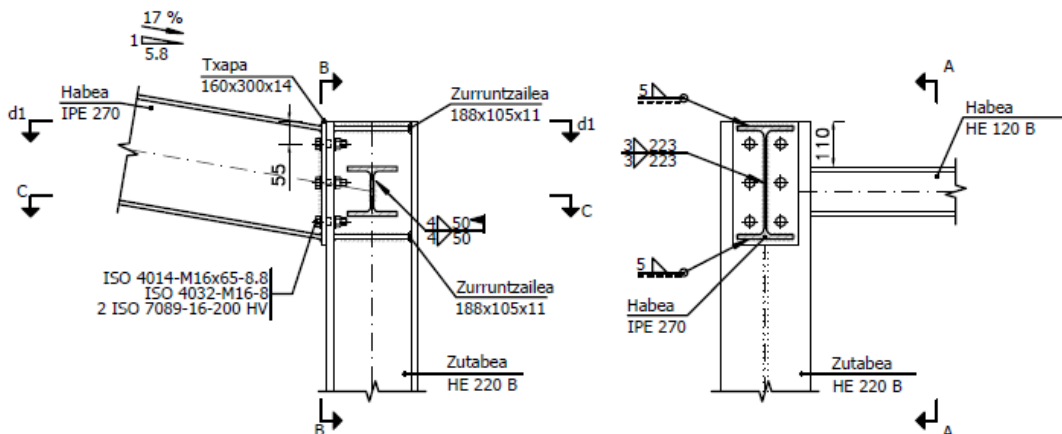 17 %
1
5.8
Habea
IPE 270
Txapa
160x300x14
B
Zurruntzailea
188x105x11
d1
d1
55
C
C
4 50
4 50
ISO 4014-M16x65-8.8
ISO 4032-M16-8
2 ISO 7089-16-200 HV
Zurruntzailea
188x105x11
Zutabea
HE 220 B
B
A
5
Habea
HE 120 B
110
3 223
3 223
5
Habea
IPE 270
Zutabea
HE 220 B
A